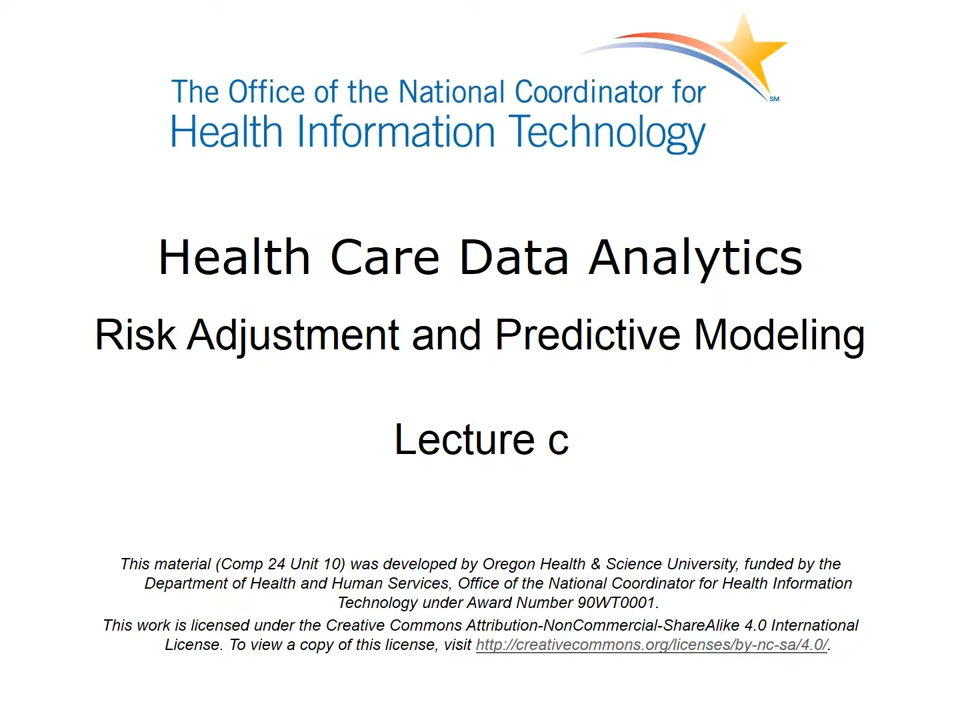 The Office of the National Coordinator for
Health Information Technology
SM
Health Care Data Analytics
Risk Adjustment and Predictive Modeling
Lecture c
This material (Comp 24 Unit 10) was developed by Oregon Health & Science University, funded by the
Department of Health and Human Services, Office of the National Coordinator for Health Information
Technology under Award Number 90WT0001.
This work is licensed under the Creative Commons Attribution-NonCommercial-ShareAlike 4.0 International
License. To view a copy of this license, visit http://creativecommons.org/licenses/by-nc-sa/4.0/.